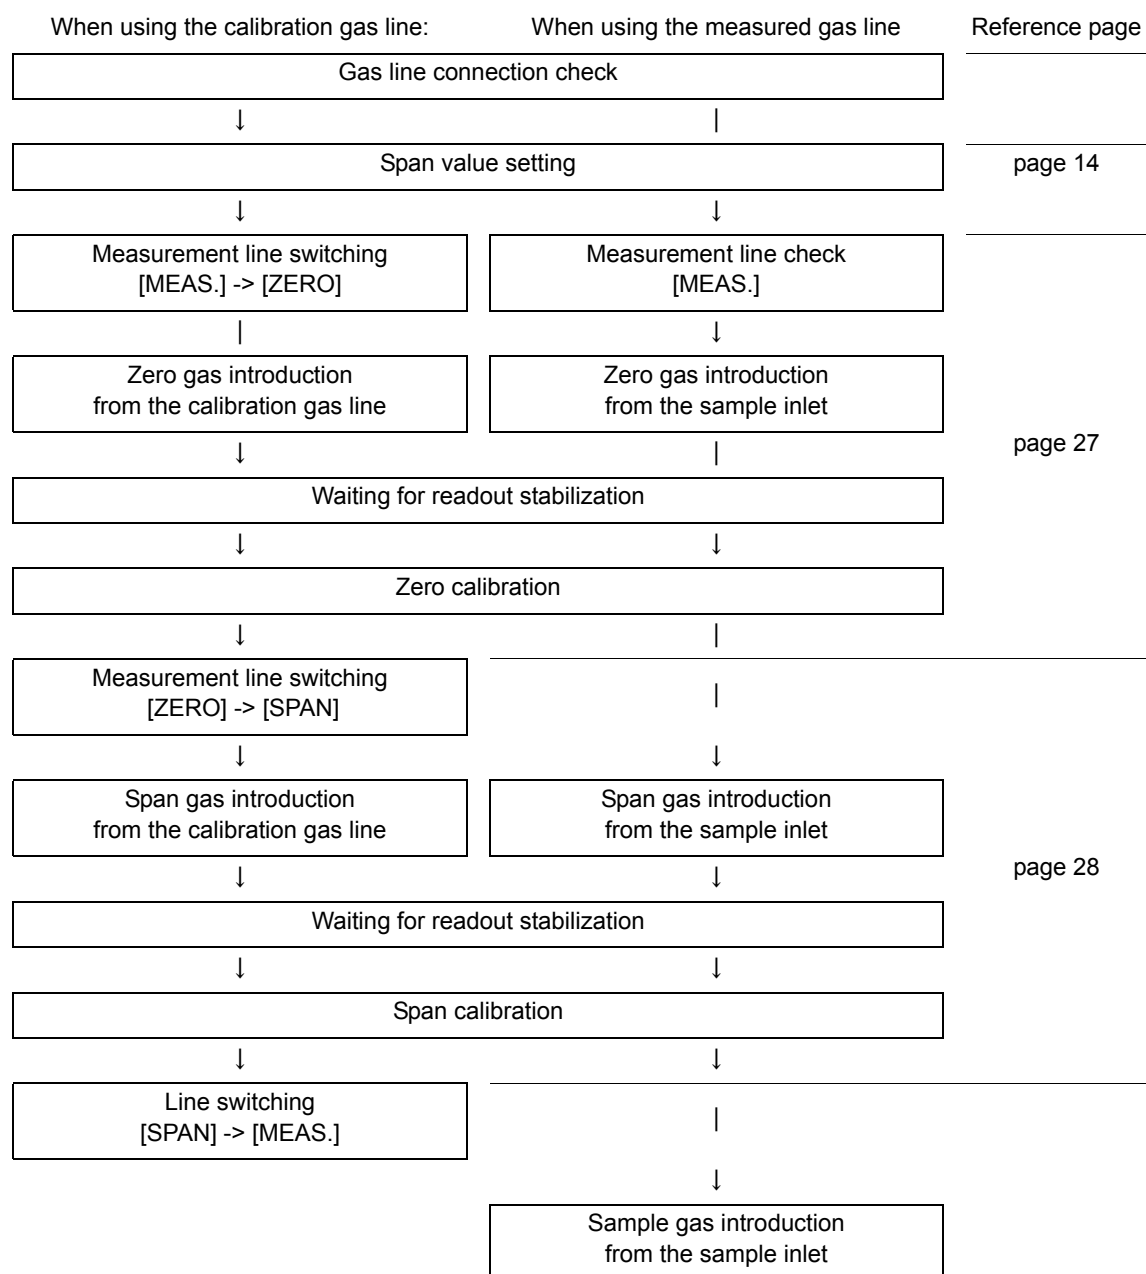 When using the calibration gas line:
When using the measured gas line
Reference page
Gas line connection check
↓
|
Span value setting
page 14
↓
↓
Measurement line switching
[MEAS.] -> [ZERO]
Measurement line check
[MEAS.]
|
↓
Zero gas introduction
from the calibration gas line
Zero gas introduction
from the sample inlet
page 27
↓
|
Waiting for readout stabilization
↓
↓
Zero calibration
↓
|
Measurement line switching
[ZERO] -> [SPAN]
|
↓
↓
Span gas introduction
from the calibration gas line
Span gas introduction
from the sample inlet
page 28
↓
↓
Waiting for readout stabilization
↓
↓
Span calibration
↓
↓
Line switching
[SPAN] -> [MEAS.]
|
↓
Sample gas introduction
from the sample inlet